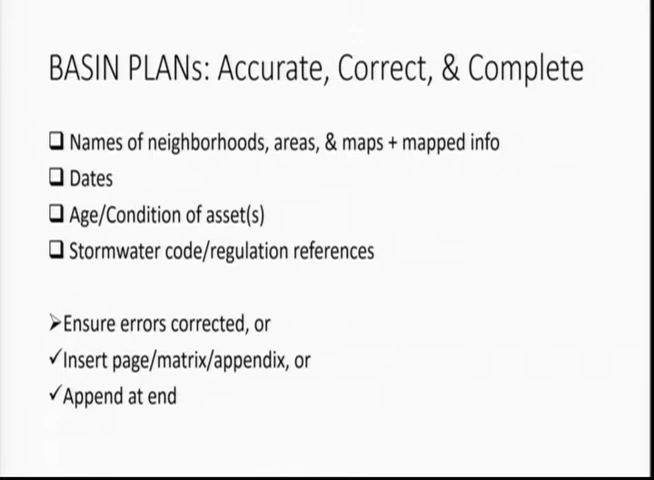 BASIN PLANs: Accurate, Correct, & Complete
❑ Names of neighborhoods, areas, & maps + mapped info
❑ Dates
❑ Age/Condition of asset(s)
❑ Stormwater code/regulation references
➢Ensure errors corrected, or
✓Insert page/matrix/appendix, or
✓Append at end